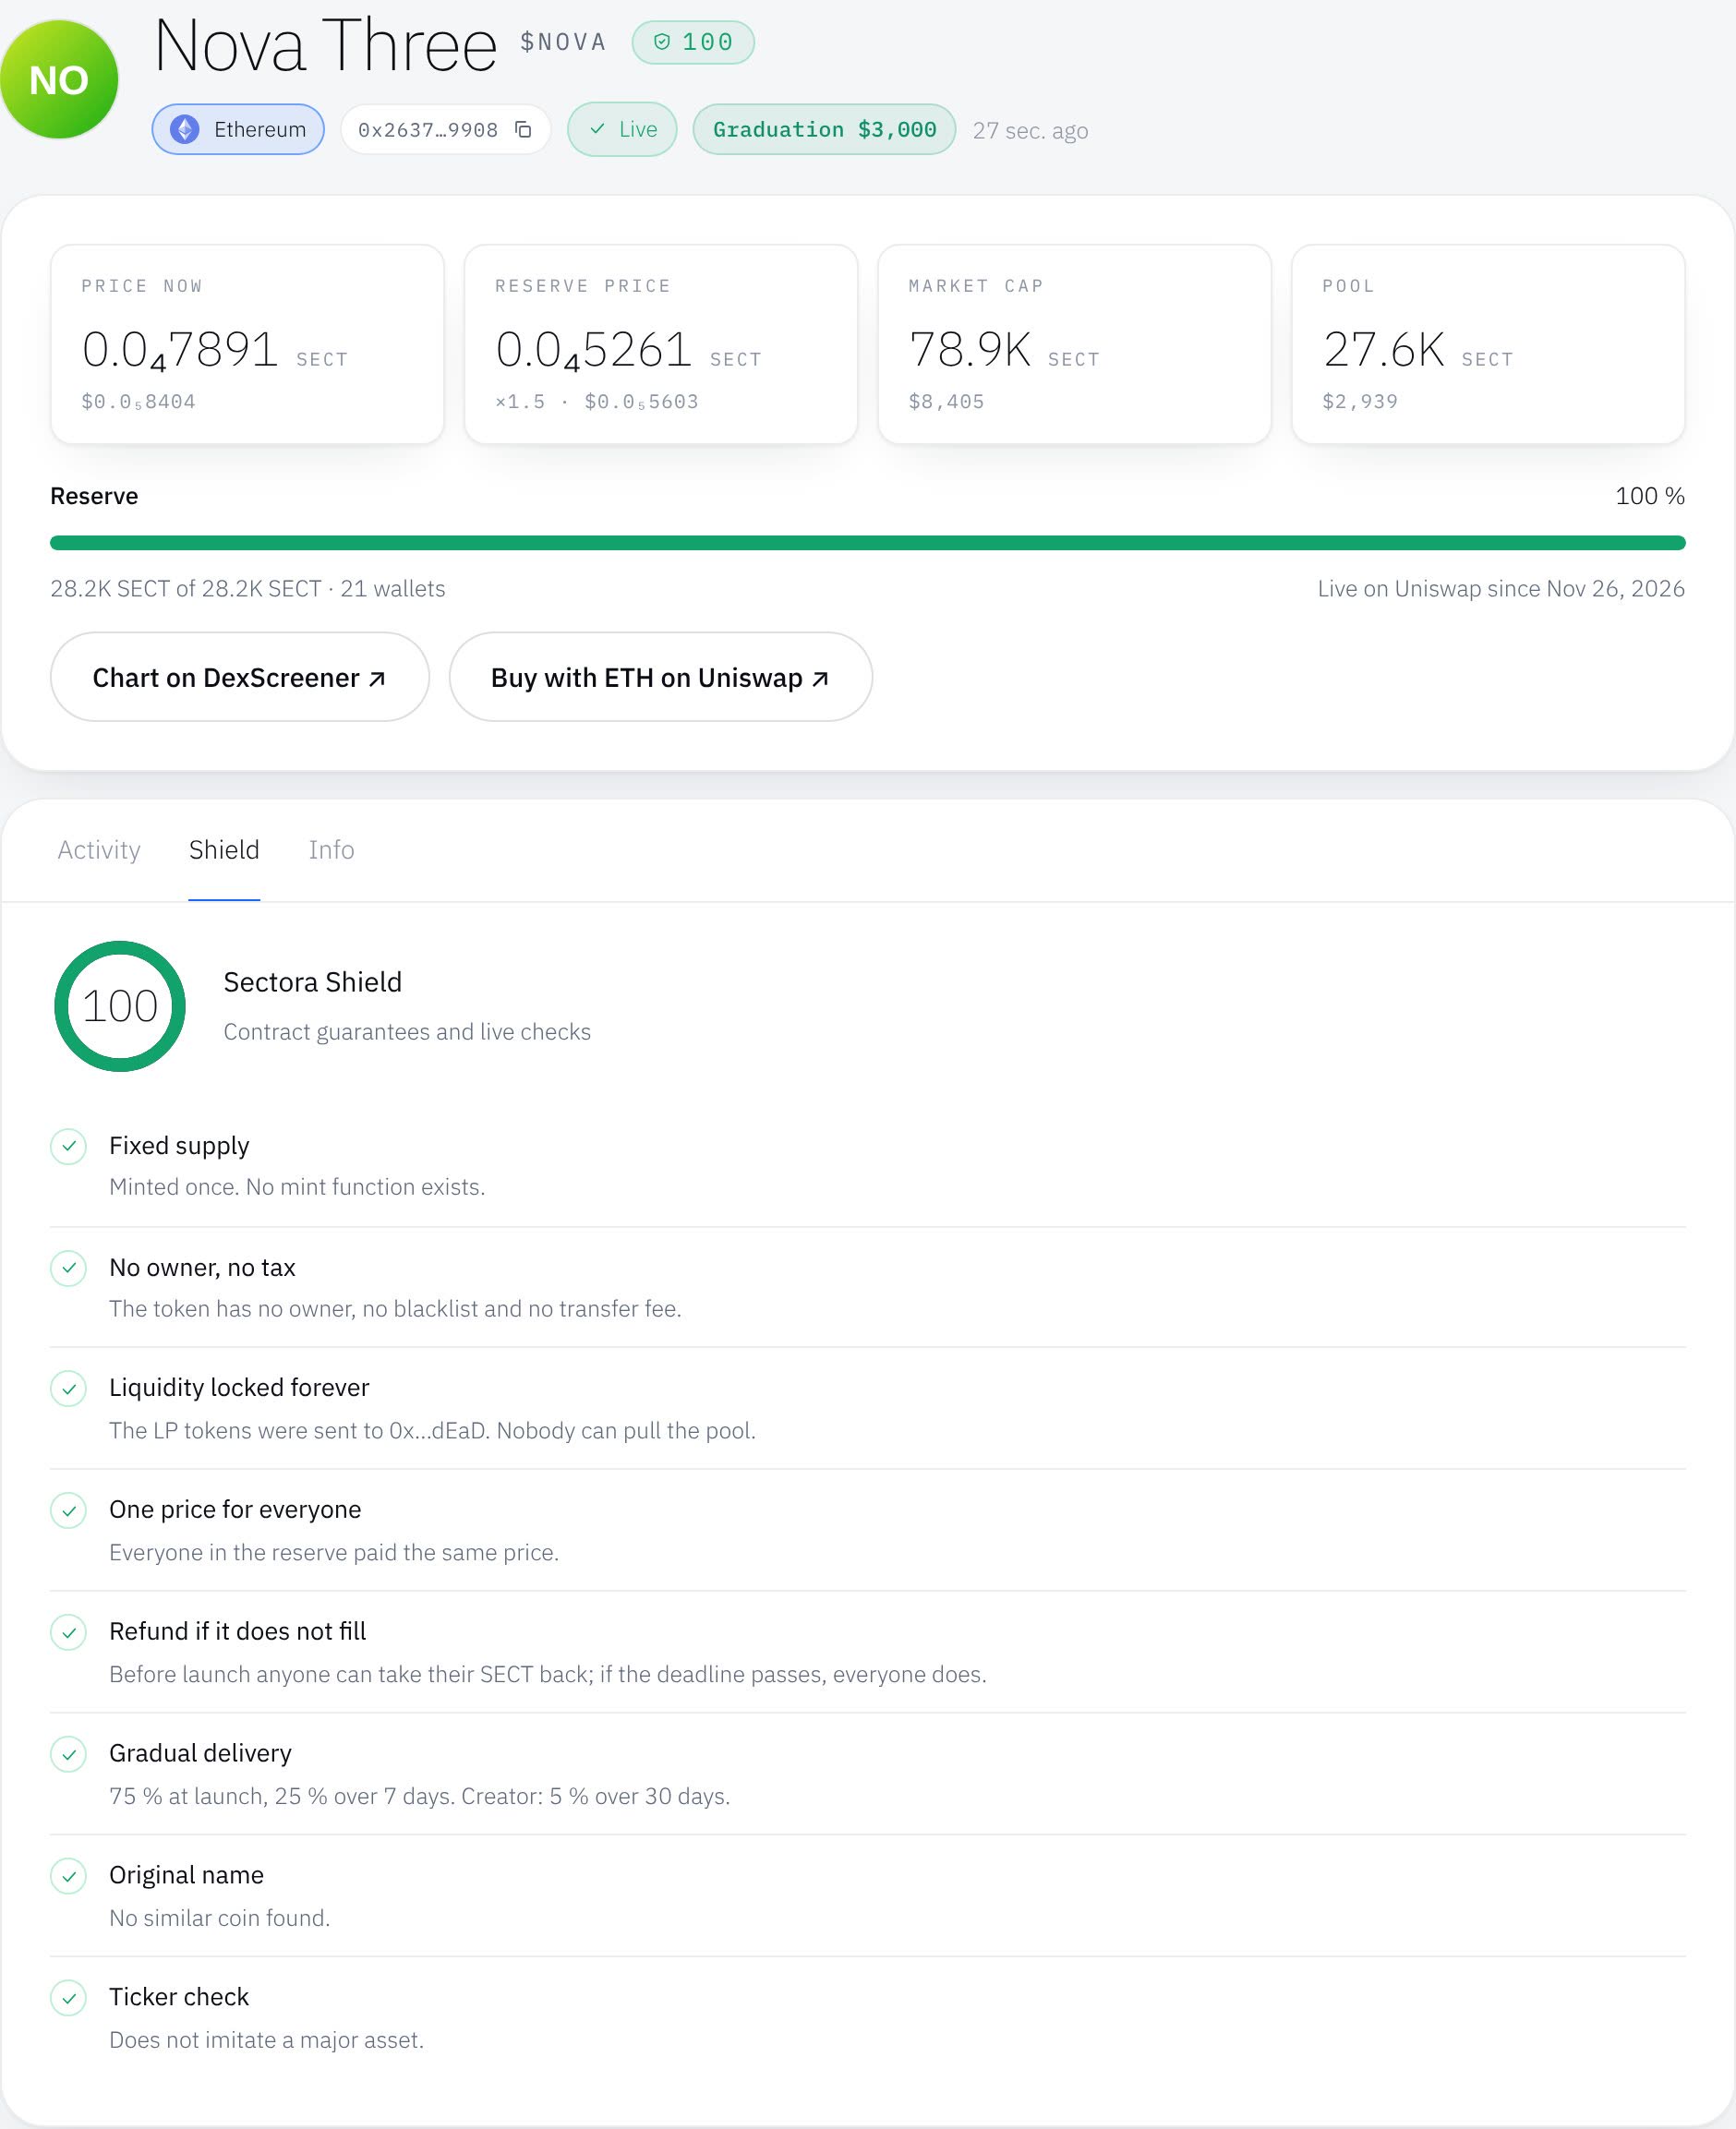 NO
Nova Three $NOVA 100
Ethereum 0x2637…9908 Live Graduation $3,000 27 sec. ago
PRICE NOW
0.0₄7891 SECT
$0.0₅8404
RESERVE PRICE
0.0₄5261 SECT
×1.5 · $0.0₅5603
MARKET CAP
78.9K SECT
$8,405
POOL
27.6K SECT
$2,939
Reserve 100 %
28.2K SECT of 28.2K SECT · 21 wallets Live on Uniswap since Nov 26, 2026
Chart on DexScreener ↗ Buy with ETH on Uniswap ↗
Activity Shield Info
100
Sectora Shield
Contract guarantees and live checks
Fixed supply
Minted once. No mint function exists.
No owner, no tax
The token has no owner, no blacklist and no transfer fee.
Liquidity locked forever
The LP tokens were sent to 0x…dEaD. Nobody can pull the pool.
One price for everyone
Everyone in the reserve paid the same price.
Refund if it does not fill
Before launch anyone can take their SECT back; if the deadline passes, everyone does.
Gradual delivery
75 % at launch, 25 % over 7 days. Creator: 5 % over 30 days.
Original name
No similar coin found.
Ticker check
Does not imitate a major asset.